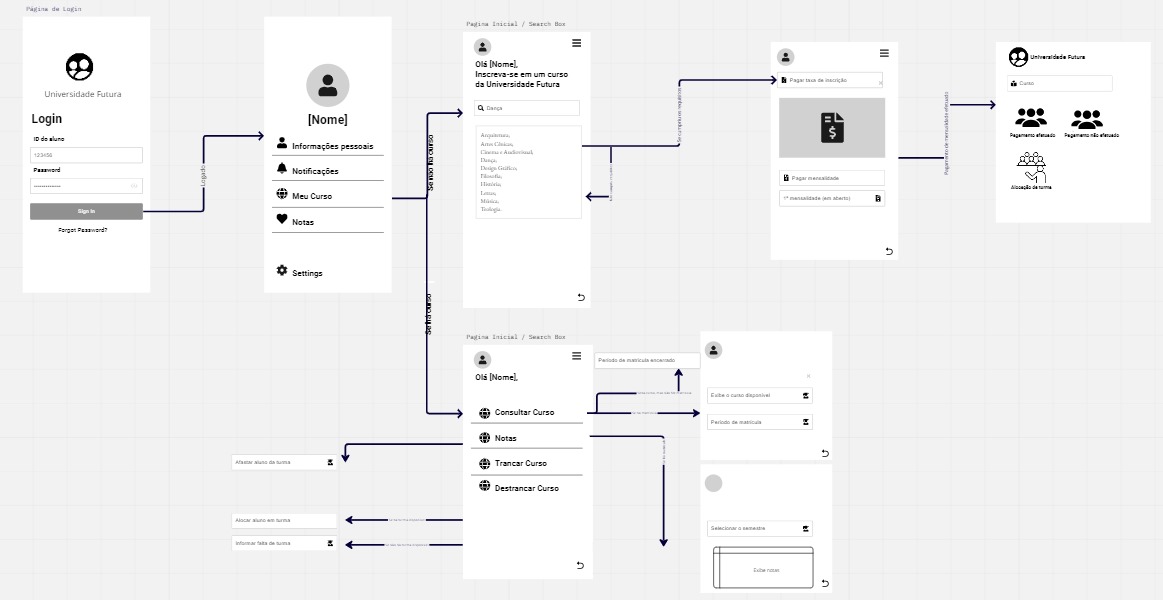 Página de Login
Universidade Futura
Login
ID do aluno
123456
Password
Sign In
Forgot Password?
Logado
[Nome]
Informações pessoais
Notificações
Meu Curso
Notas
Settings
Se não há curso
Se há curso
Pagina Inicial / Search Box
Olá [Nome],
Inscreva-se em um curso
da Universidade Futura
Dança
Arquitetura,
Artes Cênicas,
Cinema e Audiovisual,
Dança,
Design Gráfico,
Filosofia,
História,
Letras,
Música,
Teologia.
Pagar taxa de inscrição
Pagar mensalidade
1ª mensalidade (em aberto)
Pagamento de mensalidade efetuado
Universidade Futura
Curso
Pagamento efetuado
Pagamento não efetuado
Alocação de turma
Pagina Inicial / Search Box
Olá [Nome],
Consultar Curso
Notas
Trancar Curso
Destrancar Curso
Período de matrícula encerrado
Exibe o curso disponível
Período de matrícula
Selecionar o semestre
Exibe notas
Afastar aluno da turma
Alocar aluno em turma
Informar falta de turma